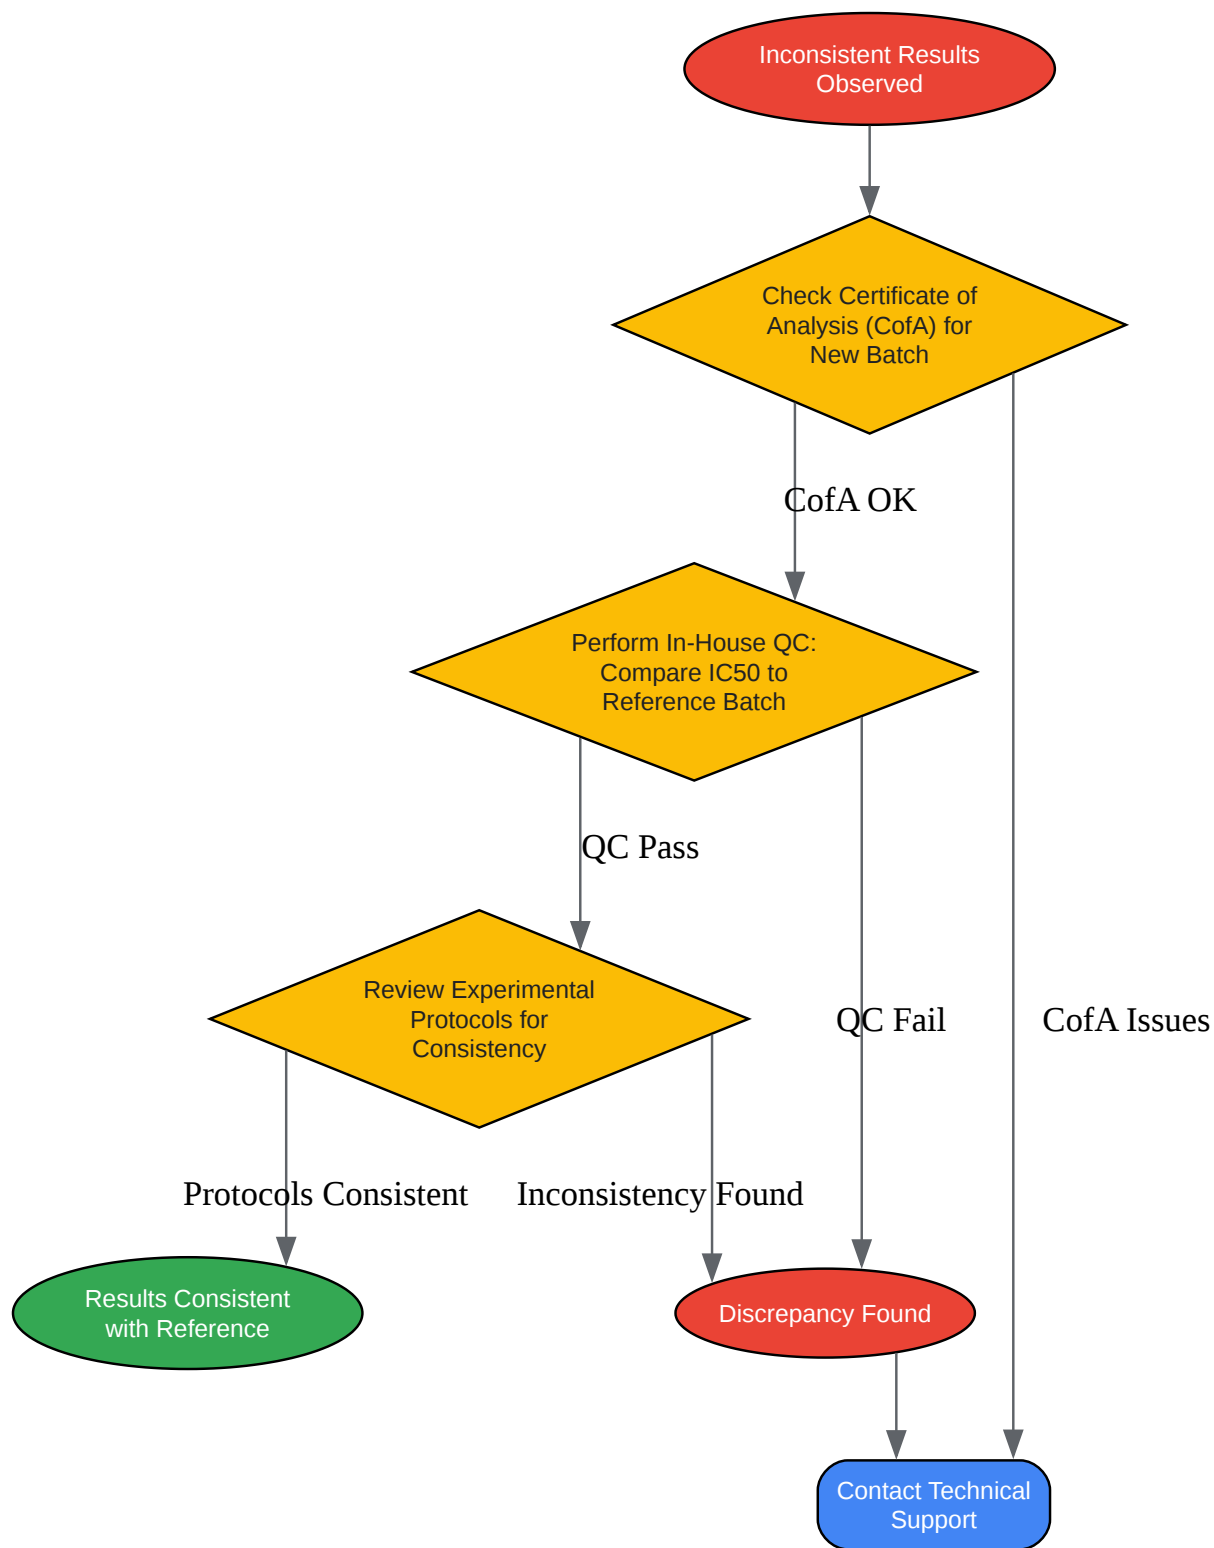 Inconsistent Results
Observed
Check Certificate of
Analysis (CofA) for
New Batch
CofA OK
Perform In-House QC:
Compare IC50 to
Reference Batch
QC Pass
Review Experimental
Protocols for
Consistency
QC Fail
CofA Issues
Protocols Consistent
Inconsistency Found
Results Consistent
with Reference
Discrepancy Found
Contact Technical
Support